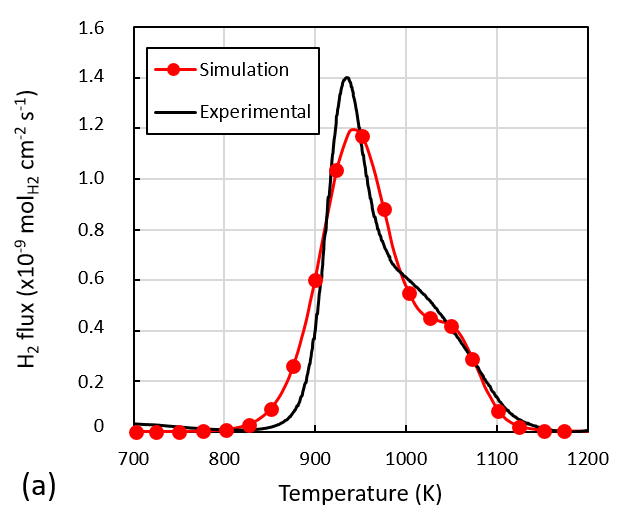 1.6
1.4
1.2
1.0
0.8
0.6
0.4
0.2
0
Simulation
Experimental
H2 flux (x10-9 molH2 cm-2 s-1)
700 800 900 1000 1100 1200
Temperature (K)
(a)